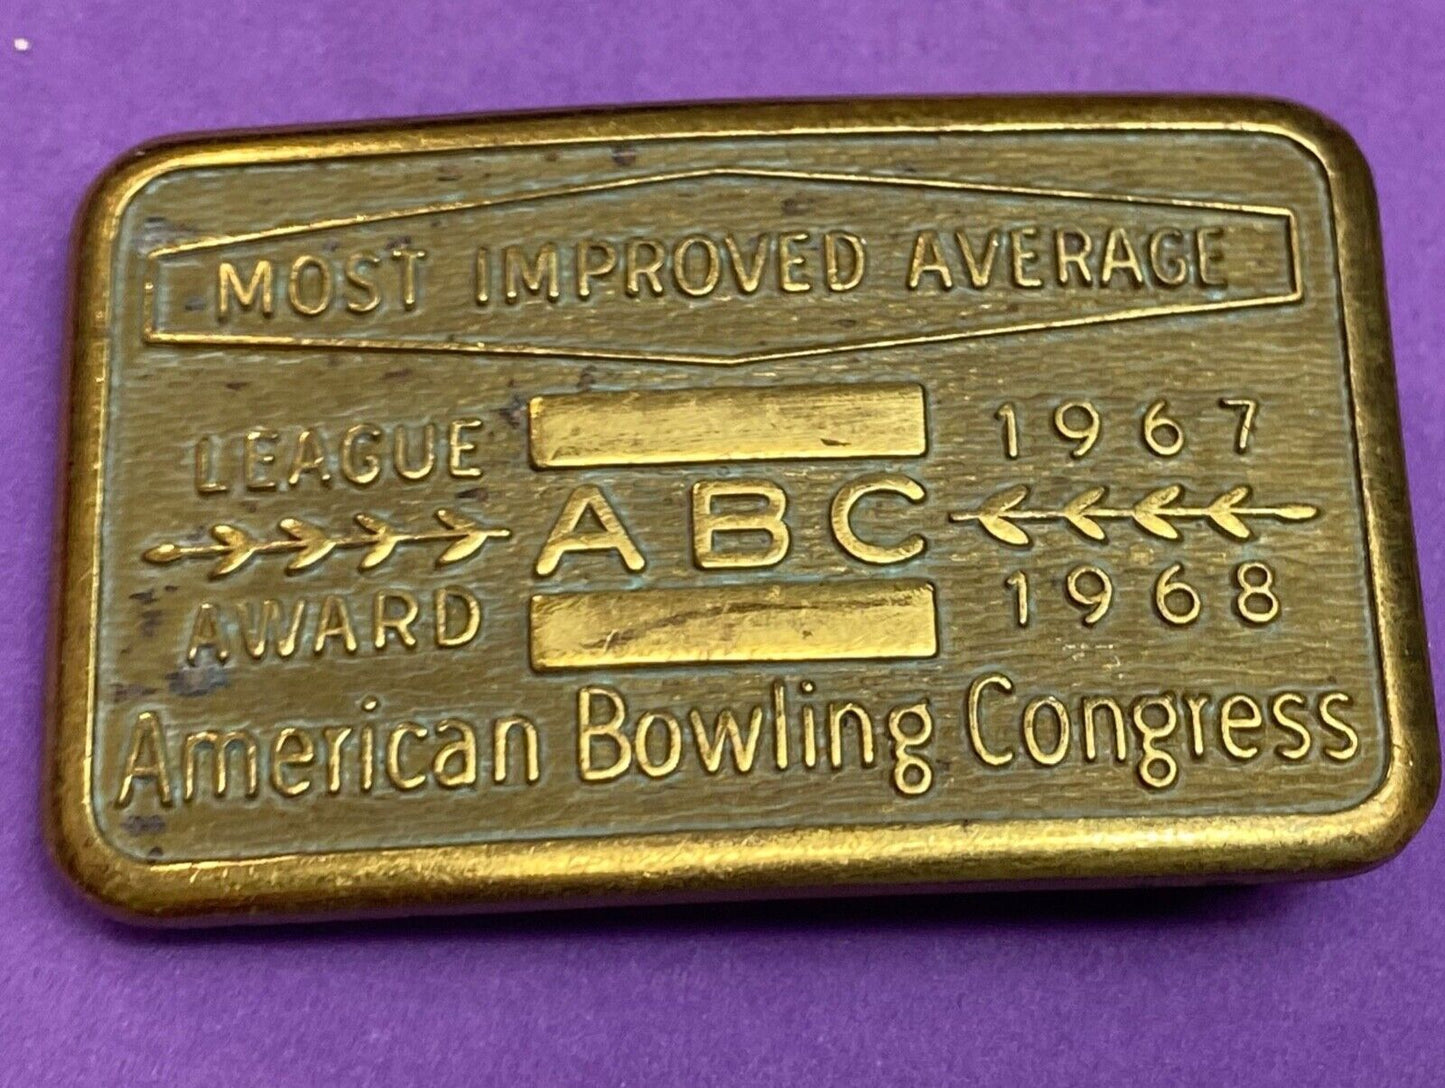 MOST IMPROVED AVERAGE
LEAGUE
AWARD
ABC
1967
1968
American Bowling Congress